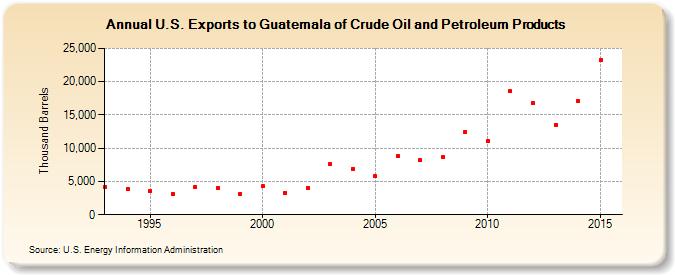 Annual U.S. Exports to Guatemala of Crude Oil and Petroleum Products
Thousand Barrels
25,000
20,000
15,000
10,000
5,000
0
1995 2000 2005 2010 2015
Source: U.S. Energy Information Administration